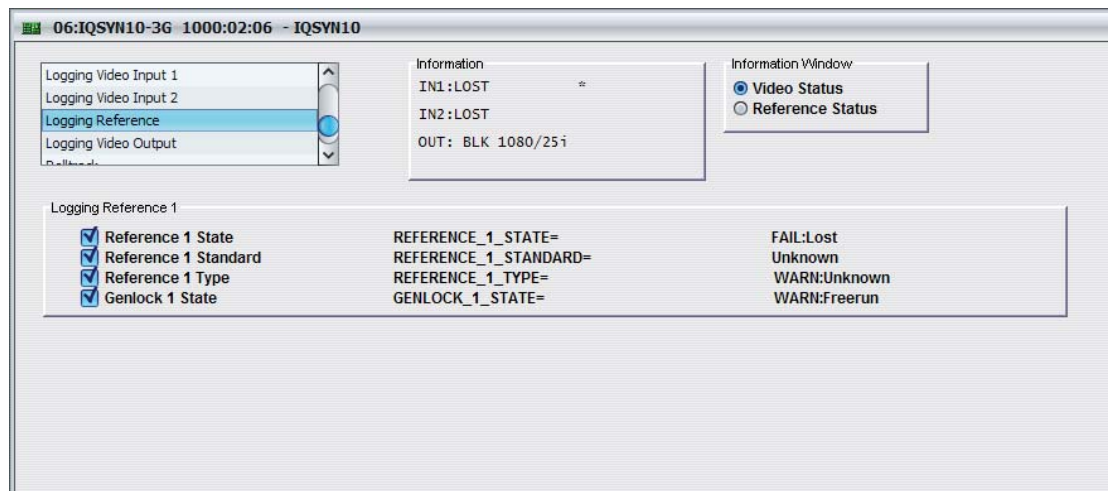 06:IQSYN10-3G 1000:02:06 - IQSYN10
Logging Video Input 1
Logging Video Input 2
Logging Reference
Logging Video Output
Rolltrack
Information
IN1:LOST *
IN2:LOST
OUT: BLK 1080/25i
Information Window
Video Status
Reference Status
Logging Reference 1
Reference 1 State REFERENCE_1_STATE= FAIL:Lost
Reference 1 Standard REFERENCE_1_STANDARD= Unknown
Reference 1 Type REFERENCE_1_TYPE= WARN:Unknown
Genlock 1 State GENLOCK_1_STATE= WARN:Freerun